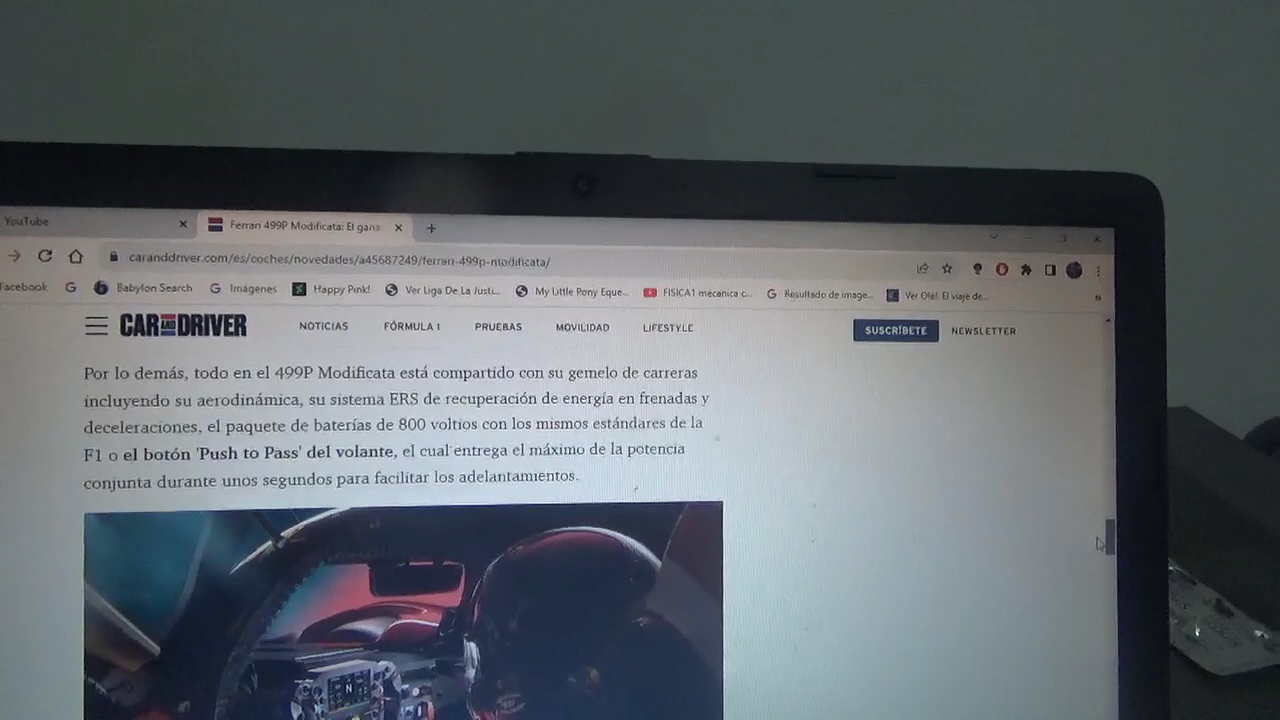 YouTube
Ferrari 499P Modificata: El gana
caranddriver.com/es/coches/novedades/a45687249/ferrari-499p-modificata/
Facebook
Babylon Search
Imágenes
Happy Pink!
Ver Liga De La Justi...
My Little Pony Eque...
FISICA1 mecanica c...
Resultado de image...
Ver Olé! El viaje de...
CAR AND DRIVER
NOTICIAS
FÓRMULA 1
PRUEBAS
MOVILIDAD
LIFESTYLE
SUSCRÍBETE
NEWSLETTER
Por lo demás, todo en el 499P Modificata está compartido con su gemelo de carreras
incluyendo su aerodinámica, su sistema ERS de recuperación de energía en frenadas y
deceleraciones, el paquete de baterías de 800 voltios con los mismos estándares de la
F1 o el botón 'Push to Pass' del volante, el cual entrega el máximo de la potencia
conjunta durante unos segundos para facilitar los adelantamientos.
N